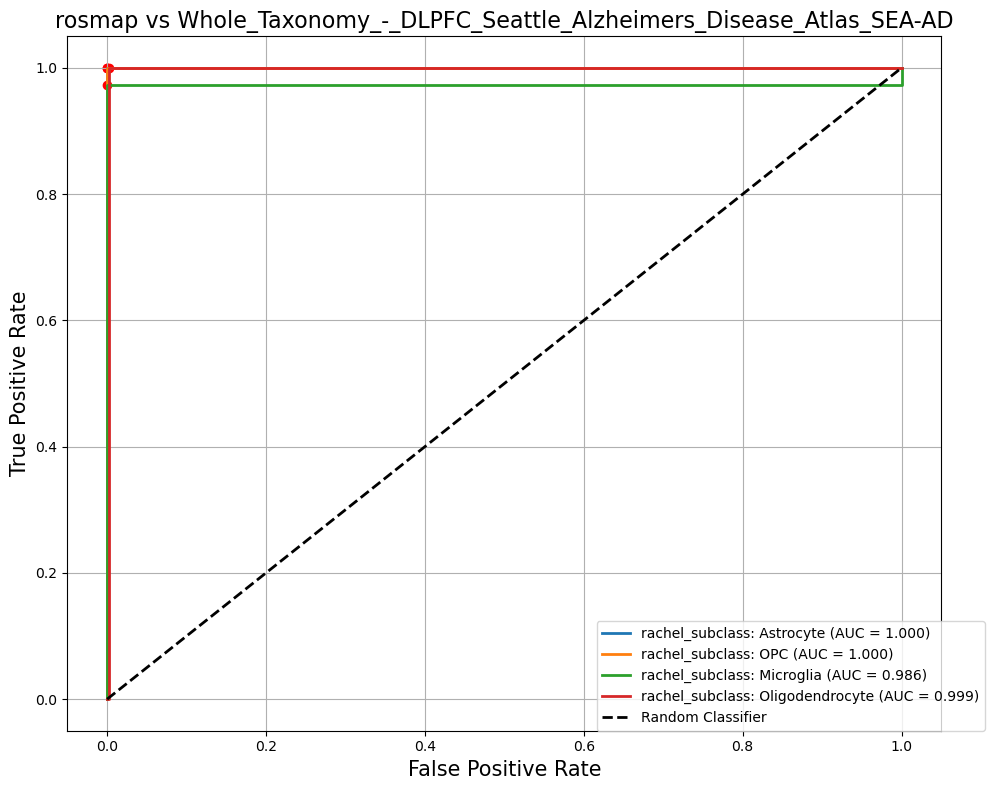 rosmap vs Whole_Taxonomy_-_DLPFC_Seattle_Alzheimers_Disease_Atlas_SEA-AD
1.0
0.8
0.6
0.4
0.2
0.0
True Positive Rate
0.0 0.2 0.4 0.6 0.8 1.0
False Positive Rate
rachel_subclass: Astrocyte (AUC = 1.000)
rachel_subclass: OPC (AUC = 1.000)
rachel_subclass: Microglia (AUC = 0.986)
rachel_subclass: Oligodendrocyte (AUC = 0.999)
Random Classifier